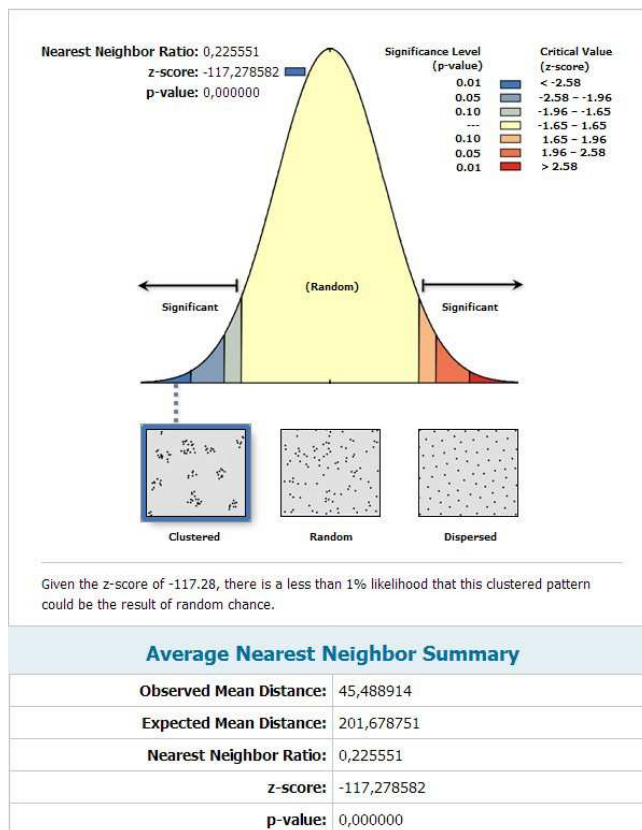 Nearest Neighbor Ratio: 0,225551
z-score: -117,278582
p-value: 0,000000
Significance Level
(p-value)
Critical Value
(z-score)
0.01 < -2.58
0.05 -2.58 – -1.96
0.10 -1.96 – -1.65
--- -1.65 – 1.65
0.10 1.65 – 1.96
0.05 1.96 – 2.58
0.01 > 2.58
(Random)
Significant
Significant
Clustered
Random
Dispersed
Given the z-score of -117.28, there is a less than 1% likelihood that this clustered pattern
could be the result of random chance.
Average Nearest Neighbor Summary
Observed Mean Distance: 45,488914
Expected Mean Distance: 201,678751
Nearest Neighbor Ratio: 0,225551
z-score: -117,278582
p-value: 0,000000